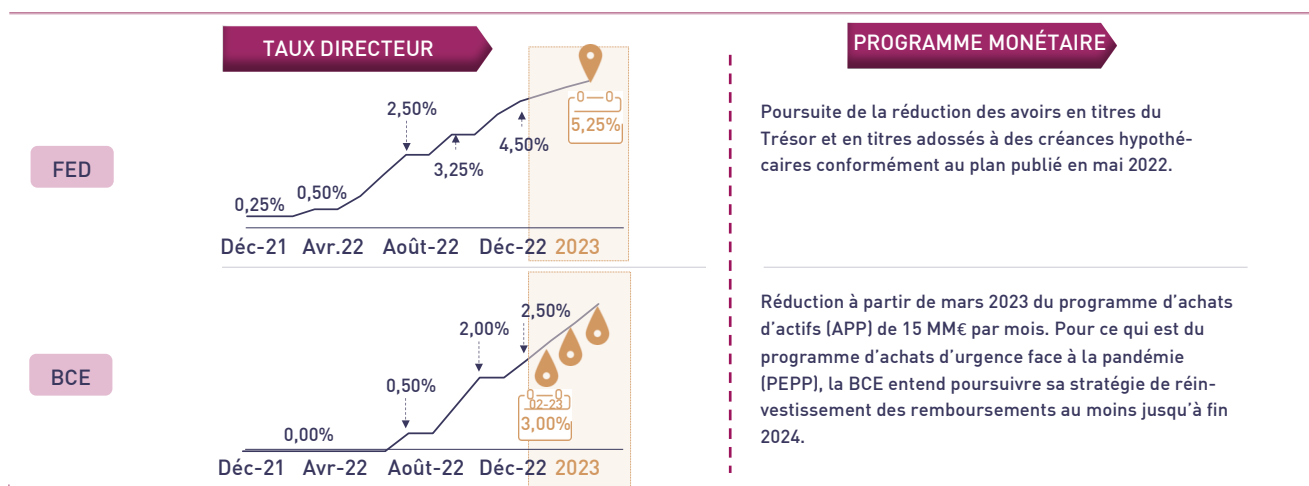 TAUX DIRECTEUR
PROGRAMME MONÉTAIRE
FED
0,25%
0,50%
2,50%
3,25%
4,50%
5,25%
Déc-21 Avr.22 Août-22 Déc-22 2023
Poursuite de la réduction des avoirs en titres du
Trésor et en titres adossés à des créances hypothé-
caires conformément au plan publié en mai 2022.
BCE
0,00%
0,50%
2,00%
2,50%
02-23
3,00%
Déc-21 Avr-22 Août-22 Déc-22 2023
Réduction à partir de mars 2023 du programme d’achats
d’actifs (APP) de 15 MM€ par mois. Pour ce qui est du
programme d’achats d’urgence face à la pandémie
(PEPP), la BCE entend poursuivre sa stratégie de réin-
vestissement des remboursements au moins jusqu’à fin
2024.